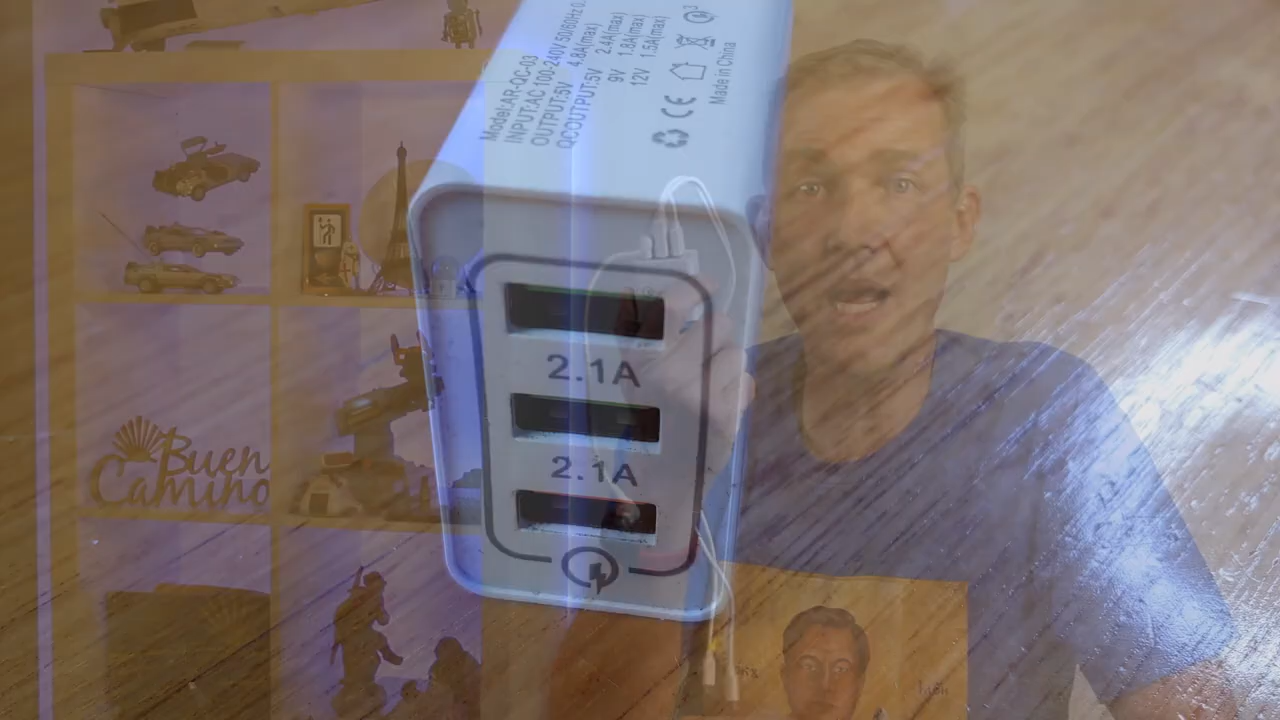 Model:AR-QC-03
INPUT:AC 100-240V 50/60Hz 0.
OUTPUT:5V 4.8A(max)
QCOUTPUT:5V 2.4A(max)
9V 1.8A(max)
12V 1.5A(max)
CE
Made in China
2.1A
2.1A
Buen
Camino